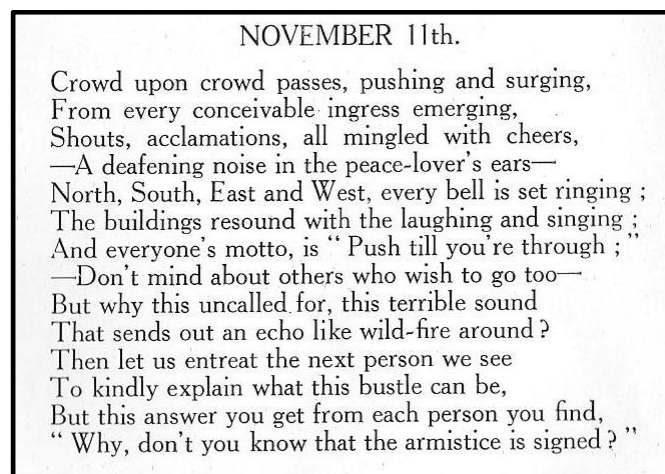 NOVEMBER 11th.
Crowd upon crowd passes, pushing and surging,
From every conceivable ingress emerging,
Shouts, acclamations, all mingled with cheers,
—A deafening noise in the peace-lover's ears—
North, South, East and West, every bell is set ringing ;
The buildings resound with the laughing and singing ;
And everyone's motto, is “ Push till you're through ; ”
—Don't mind about others who wish to go too—
But why this uncalled for, this terrible sound
That sends out an echo like wild-fire around ?
Then let us entreat the next person we see
To kindly explain what this bustle can be,
But this answer you get from each person you find,
“ Why, don't you know that the armistice is signed ? ”